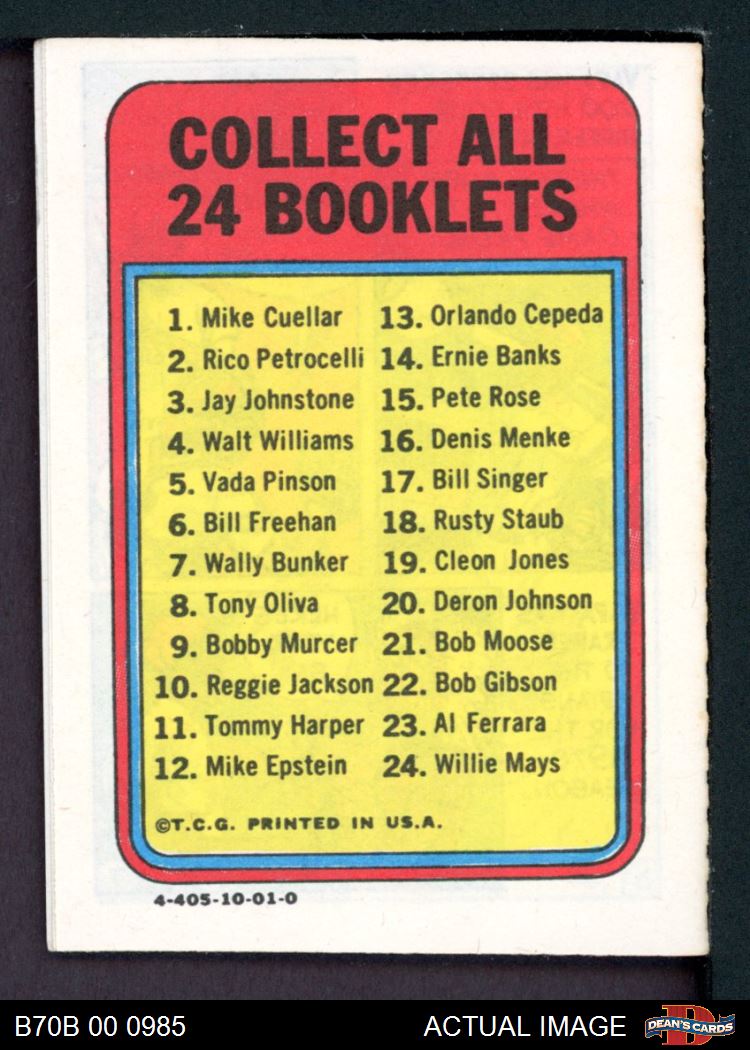 COLLECT ALL
24 BOOKLETS
1. Mike Cuellar
2. Rico Petrocelli
3. Jay Johnstone
4. Walt Williams
5. Vada Pinson
6. Bill Freehan
7. Wally Bunker
8. Tony Oliva
9. Bobby Murcer
10. Reggie Jackson
11. Tommy Harper
12. Mike Epstein
13. Orlando Cepeda
14. Ernie Banks
15. Pete Rose
16. Denis Menke
17. Bill Singer
18. Rusty Staub
19. Cleon Jones
20. Deron Johnson
21. Bob Moose
22. Bob Gibson
23. Al Ferrara
24. Willie Mays
©T.C.G. PRINTED IN U.S.A.
4-405-10-01-0
B70B 00 0985
ACTUAL IMAGE
D
DEAN'S CARDS